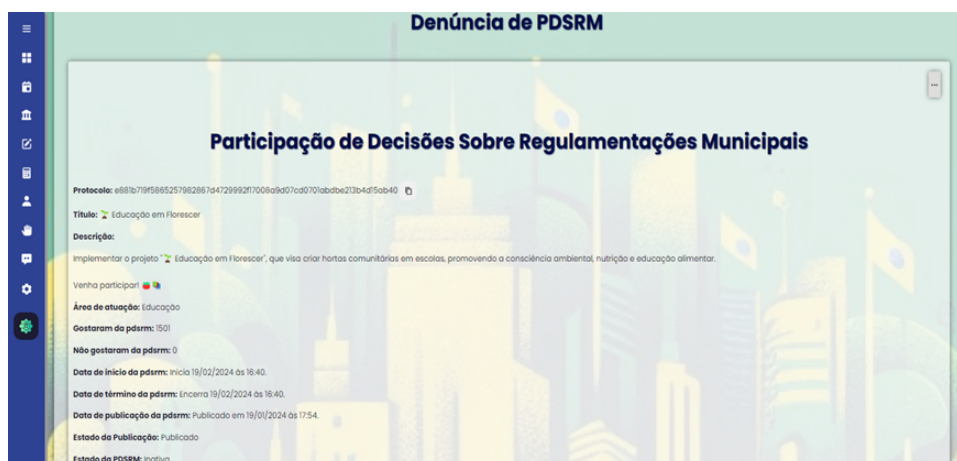 Denúncia de PDSRM
Participação de Decisões Sobre Regulamentações Municipais
Protocolo: e881b719f5865257982867d4729992f17008a9d07cd0701abdbe213b4d15ab40
Título: Educação em Florescer
Descrição:
Implementar o projeto "Educação em Florescer", que visa criar hortas comunitárias em escolas, promovendo a consciência ambiental, nutrição e educação alimentar.
Venha participar!
Área de atuação: Educação
Gostaram da pdsrm: 1501
Não gostaram da pdsrm: 0
Data de início da pdsrm: Inicia 19/02/2024 às 16:40.
Data de término da pdsrm: Encerra 19/02/2024 às 16:40.
Data de publicação da pdsrm: Publicado em 19/01/2024 às 17:54.
Estado da Publicação: Publicado
Estado da PDSRM: Inativa